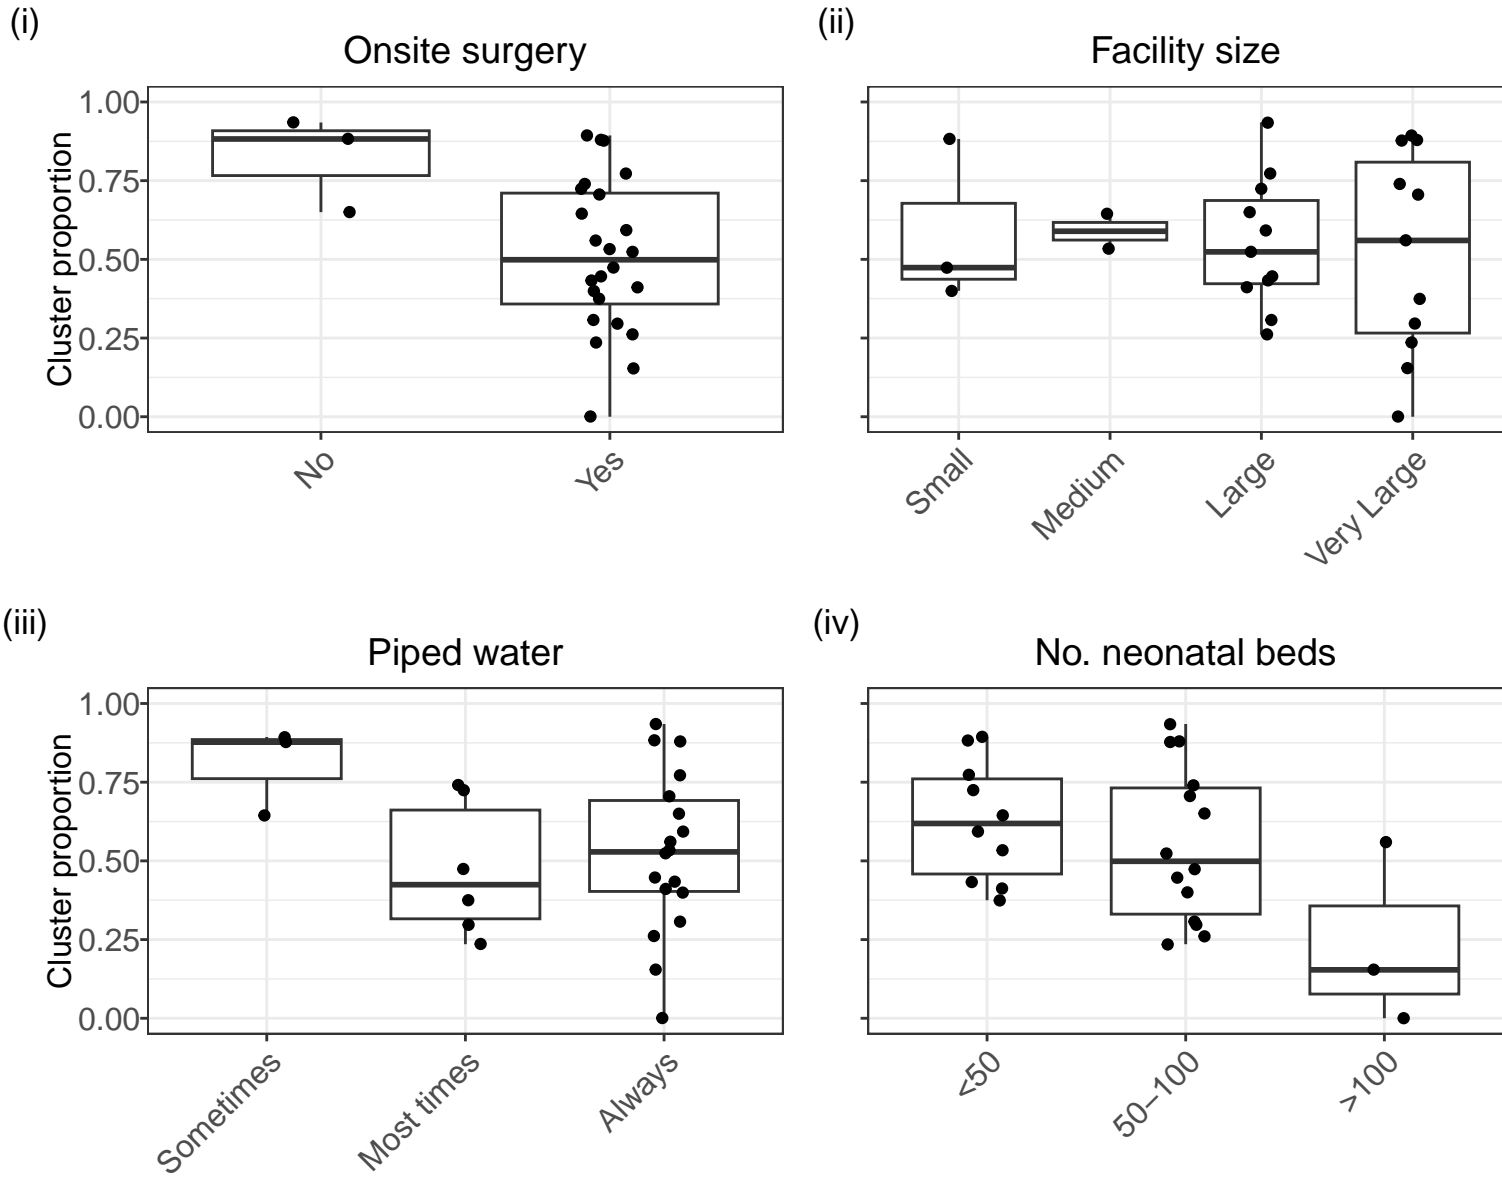 (i)
Onsite surgery
Cluster proportion
1.00
0.75
0.50
0.25
0.00
No
Yes
(ii)
Facility size
Small
Medium
Large
Very Large
(iii)
Piped water
Cluster proportion
1.00
0.75
0.50
0.25
0.00
Sometimes
Most times
Always
(iv)
No. neonatal beds
<50
50−100
>100